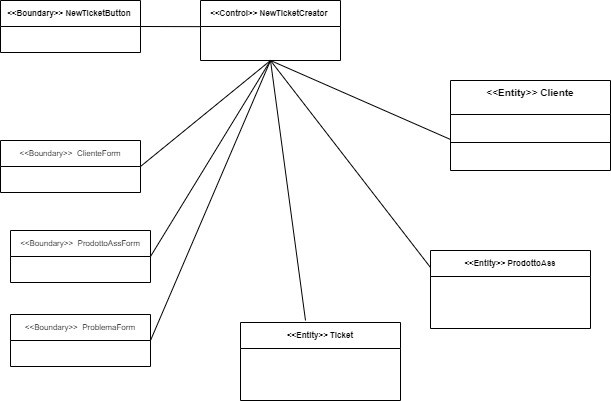 <<Boundary>> NewTicketButton
<<Control>> NewTicketCreator
<<Entity>> Cliente
<<Boundary>> ClienteForm
<<Boundary>> ProdottoAssForm
<<Entity>> ProdottoAss
<<Boundary>> ProblemaForm
<<Entity>> Ticket